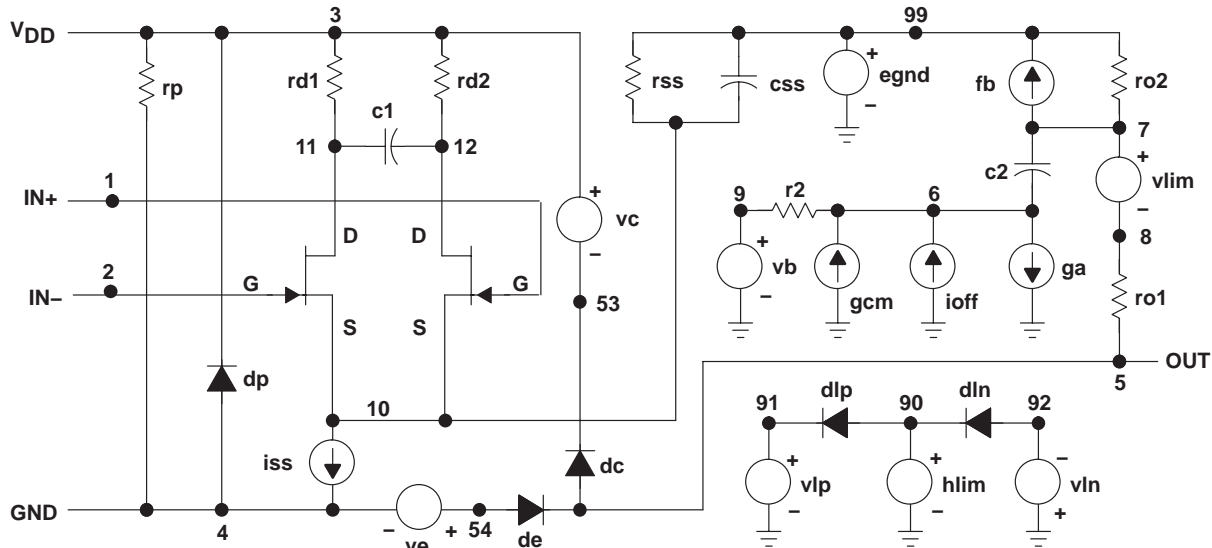 3 99
VDD
rp rd1 rd2 rss css egnd fb ro2
c1
11 12 7
1 c2
IN+ 9 r2 6 vlim
D D vc
2 8
IN– G G vb gcm ioff ga
53 ro1
S S
OUT
dp 5
10 91 dlp 90 dln 92
iss dc
vlp hlim vln
GND
4 54
ve de
+ –
+ –
+ –
+ –
+ –
+ –
– +
– +